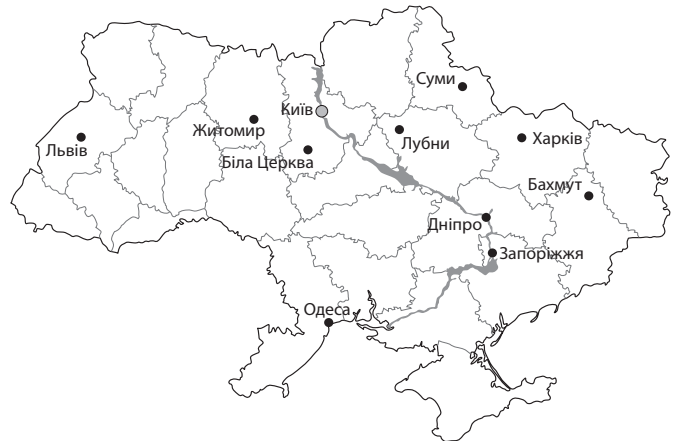 Суми
Київ
Житомир
Лубни
Харків
Львів
Біла Церква
Бахмут
Дніпро
Запоріжжя
Одеса